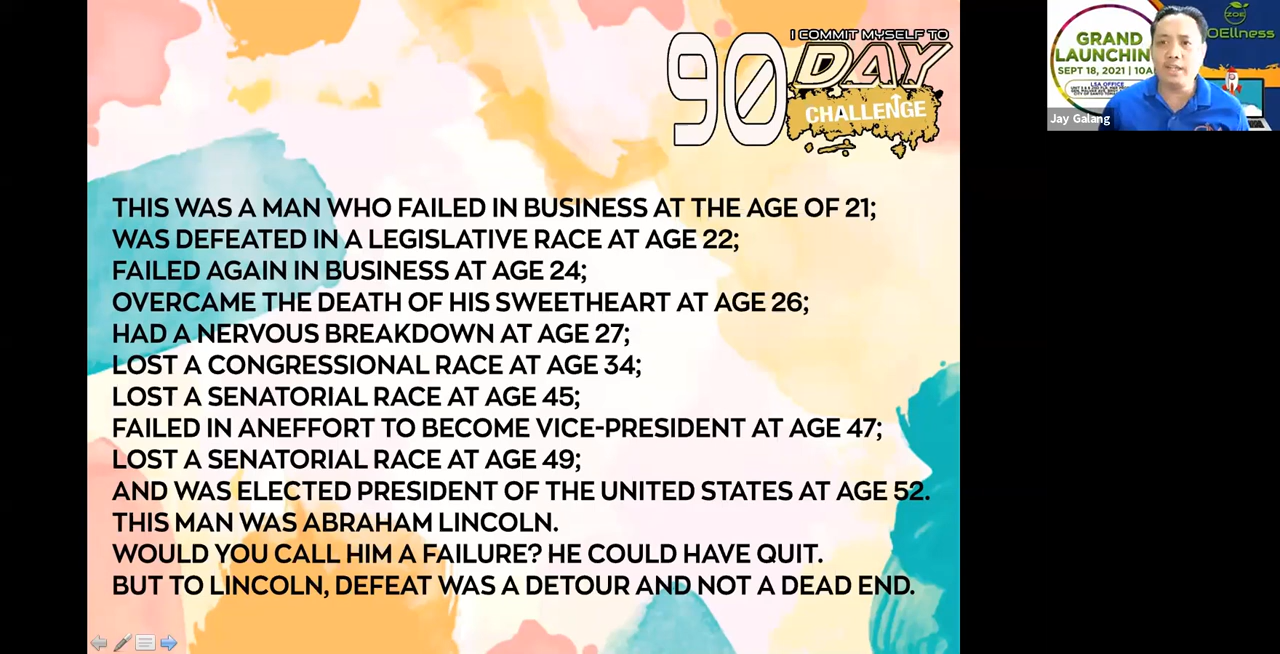 I COMMIT MYSELF TO
90 DAY
CHALLENGE
THIS WAS A MAN WHO FAILED IN BUSINESS AT THE AGE OF 21;
WAS DEFEATED IN A LEGISLATIVE RACE AT AGE 22;
FAILED AGAIN IN BUSINESS AT AGE 24;
OVERCAME THE DEATH OF HIS SWEETHEART AT AGE 26;
HAD A NERVOUS BREAKDOWN AT AGE 27;
LOST A CONGRESSIONAL RACE AT AGE 34;
LOST A SENATORIAL RACE AT AGE 45;
FAILED IN ANEFFORT TO BECOME VICE-PRESIDENT AT AGE 47;
LOST A SENATORIAL RACE AT AGE 49;
AND WAS ELECTED PRESIDENT OF THE UNITED STATES AT AGE 52.
THIS MAN WAS ABRAHAM LINCOLN.
WOULD YOU CALL HIM A FAILURE? HE COULD HAVE QUIT.
BUT TO LINCOLN, DEFEAT WAS A DETOUR AND NOT A DEAD END.
GRAND
LAUNCHIN
SEPT 18, 2021 | 10A
LSA OFFICE
ZOE
OEllness
Jay Galang